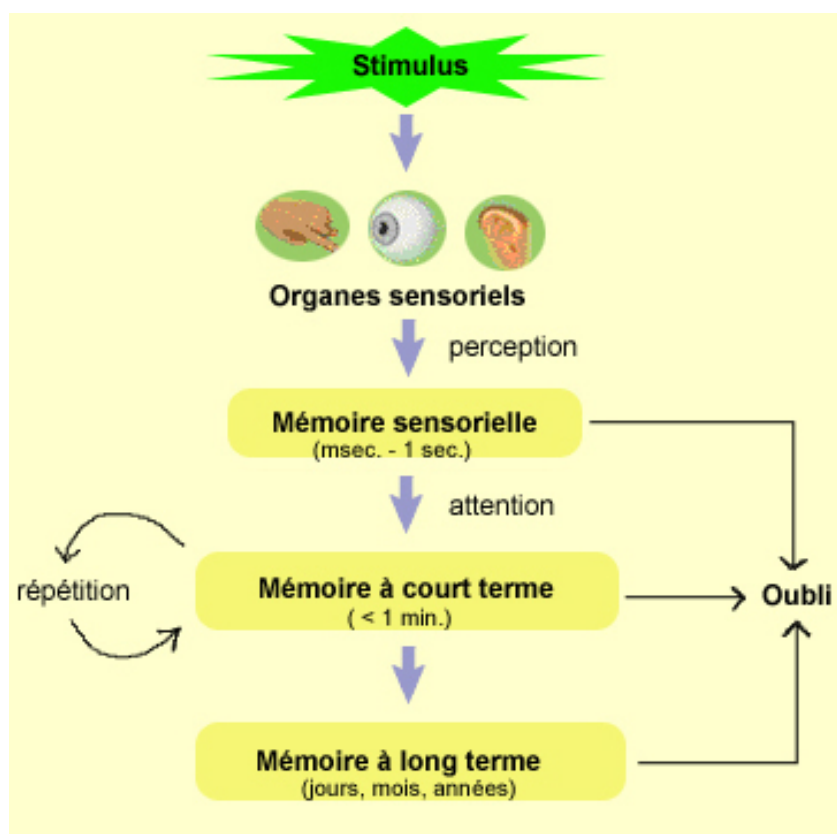 Stimulus
Organes sensoriels
perception
Mémoire sensorielle
(msec. - 1 sec.)
attention
répétition
Mémoire à court terme
( < 1 min.)
Oubli
Mémoire à long terme
(jours, mois, années)